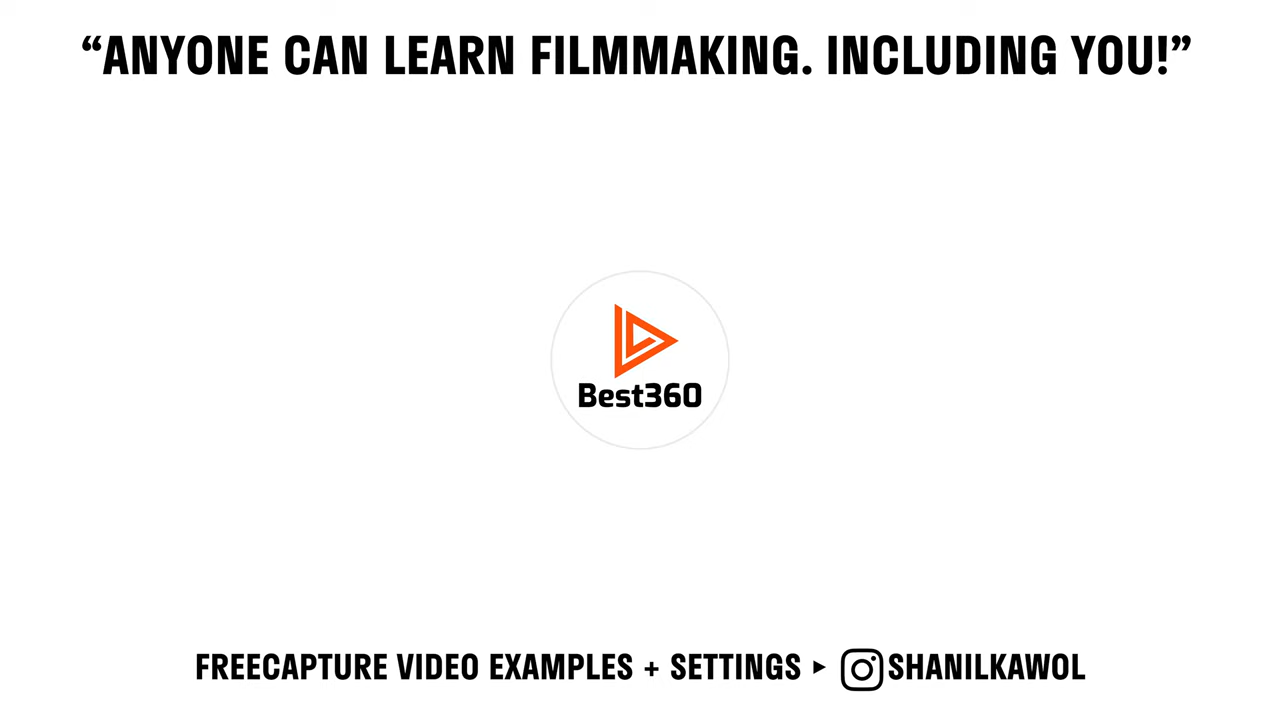 “ANYONE CAN LEARN FILMMAKING. INCLUDING YOU!”
Best360
FREECAPTURE VIDEO EXAMPLES + SETTINGS ▸ SHANILKAWOL